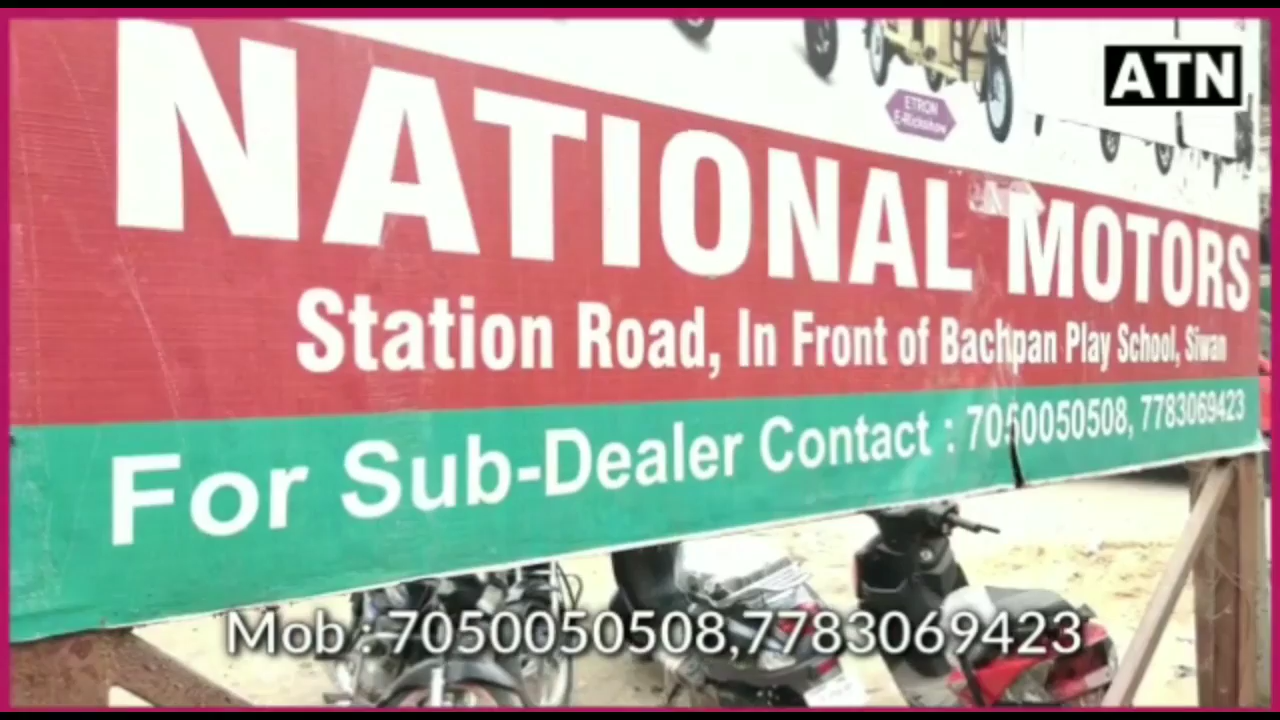 ATN
ETRON
E-Rickshaw
NATIONAL MOTORS
Station Road, In Front of Bachpan Play School, Siwan
For Sub-Dealer Contact : 7050050508, 7783069423
Mob : 7050050508,7783069423